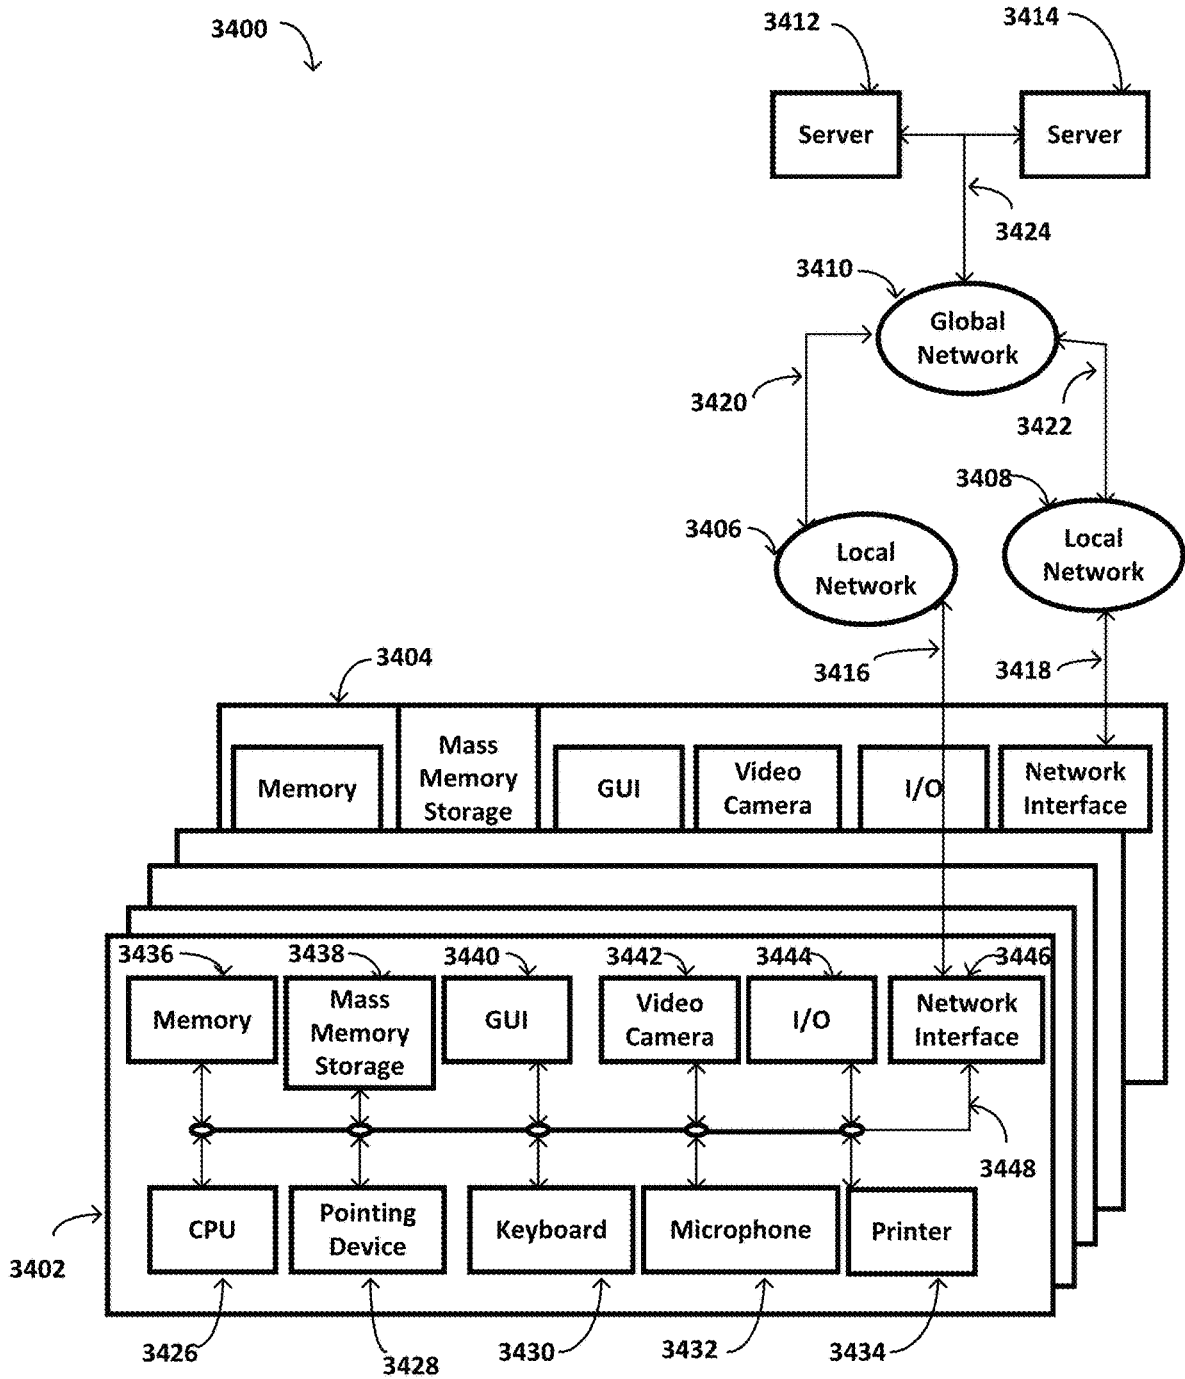 3400
3412
3414
Server
Server
3424
3410
Global
Network
3420
3422
3408
3406
Local
Network
Local
Network
3404
3416
3418
Memory
Mass
Memory
Storage
GUI
Video
Camera
I/O
Network
Interface
3436
3438
3440
3442
3444
3446
Memory
Mass
Memory
Storage
GUI
Video
Camera
I/O
Network
Interface
3448
CPU
Pointing
Device
Keyboard
Microphone
Printer
3402
3426
3428
3430
3432
3434